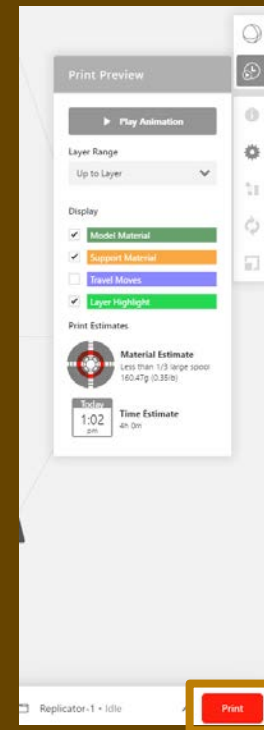 Print Preview
Play Animation
Layer Range
Up to Layer
Display
Model Material
Support Material
Travel Moves
Layer Highlight
Print Estimates
Material Estimate
Less than 1/3 large spool
160.47g (0.35lb)
Today
1:02
pm
Time Estimate
4h 0m
Replicator-1 • Idle
Print